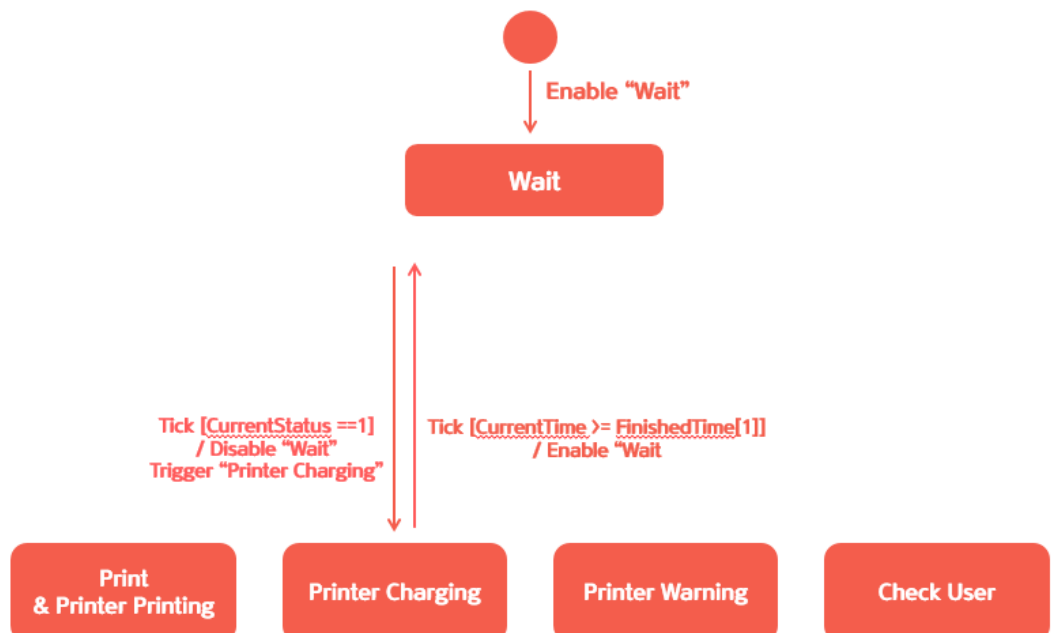 Enable “Wait”
Wait
Tick [CurrentStatus ==1]
/ Disable “Wait”
Trigger “Printer Charging”
Tick [CurrentTime >= FinishedTime[1]]
/ Enable “Wait
Print
& Printer Printing
Printer Charging
Printer Warning
Check User